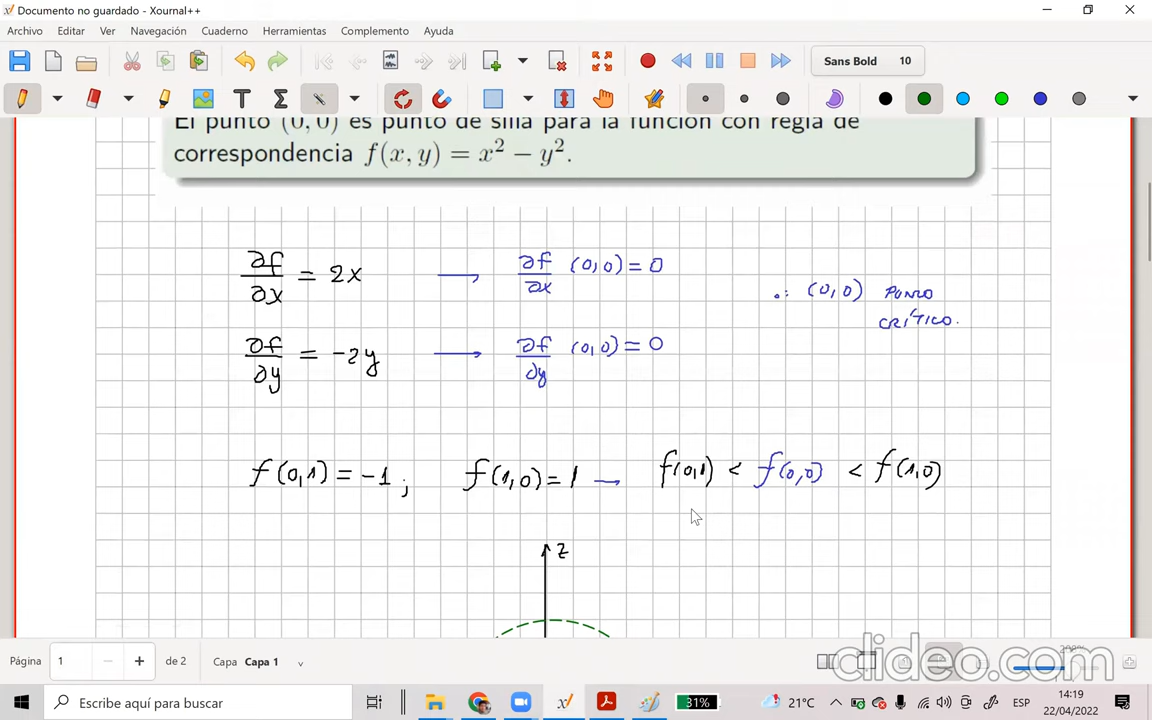 Documento no guardado - Xournal++
Archivo Editar Ver Navegación Cuaderno Herramientas Complemento Ayuda
Sans Bold 10
El punto (0, 0) es punto de silla para la función con regla de
correspondencia f(x, y) = x² − y².
∂f/∂x = 2x → ∂f/∂x (0,0) = 0
∴ (0,0) PUNTO
CRÍTICO.
∂f/∂y = -2y → ∂f/∂y (0,0) = 0
f(0,1) = -1 ; f(1,0) = 1 → f(0,1) < f(0,0) < f(1,0)
z
Página 1 de 2 Capa Capa 1
clideo.com
Escribe aquí para buscar
31%
21°C
ESP
14:19
22/04/2022